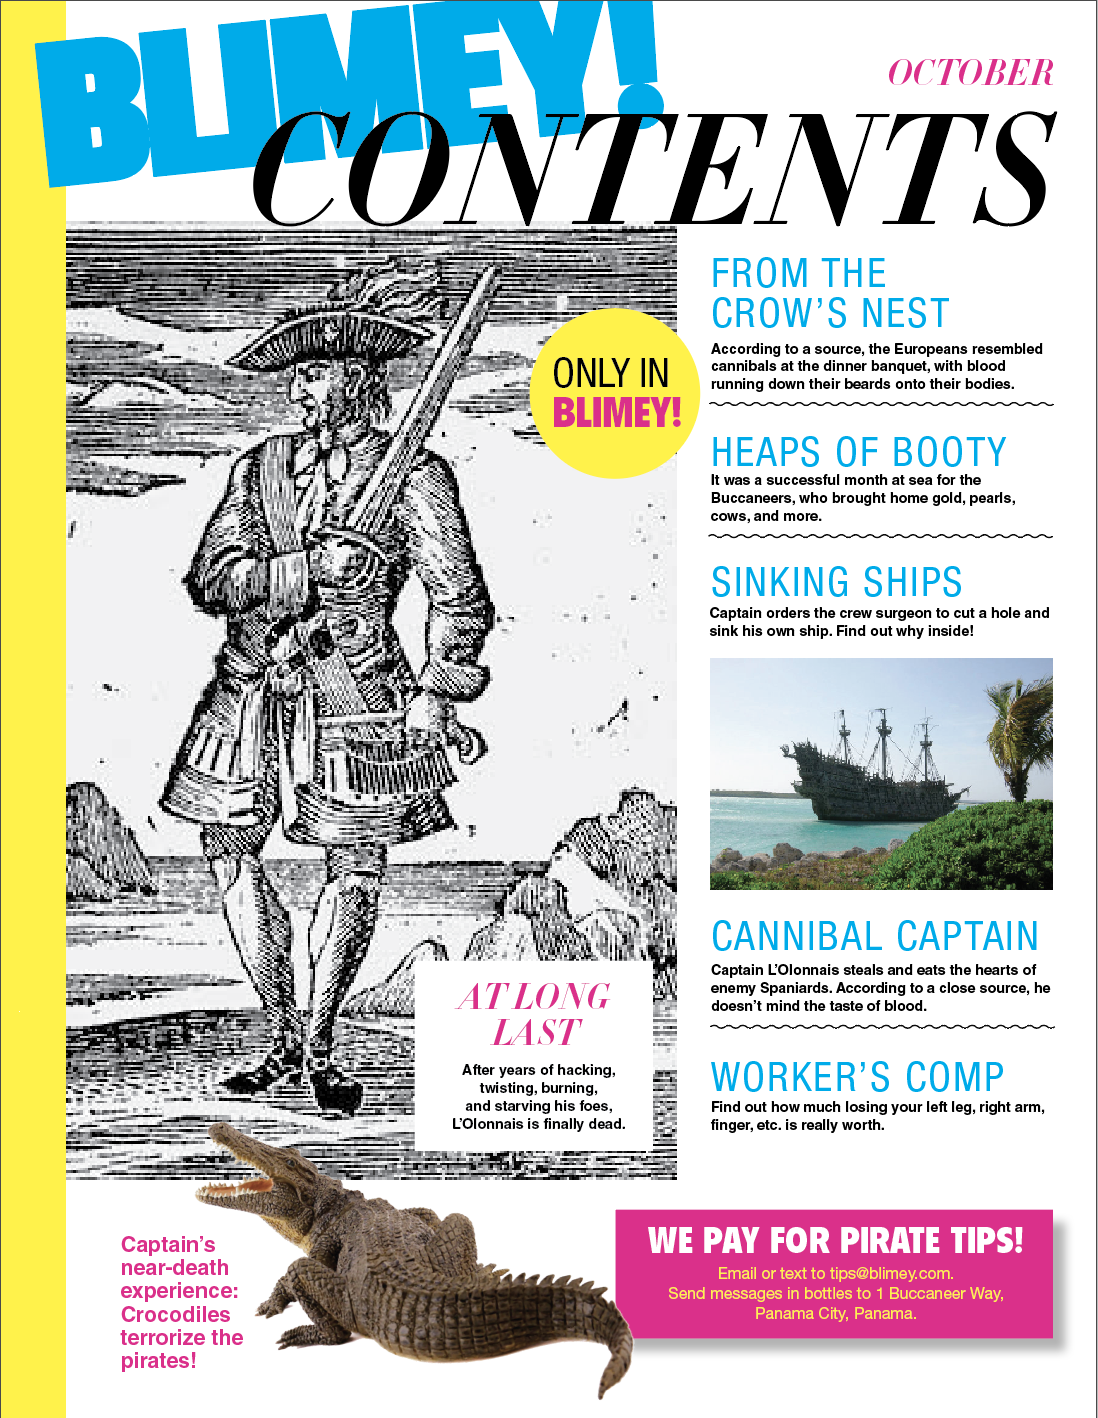 BLIMEY!
OCTOBER
CONTENTS
FROM THE
CROW’S NEST
According to a source, the Europeans resembled
cannibals at the dinner banquet, with blood
running down their beards onto their bodies.
ONLY IN
BLIMEY!
HEAPS OF BOOTY
It was a successful month at sea for the
Buccaneers, who brought home gold, pearls,
cows, and more.
SINKING SHIPS
Captain orders the crew surgeon to cut a hole and
sink his own ship. Find out why inside!
CANNIBAL CAPTAIN
Captain L’Olonnais steals and eats the hearts of
enemy Spaniards. According to a close source, he
doesn’t mind the taste of blood.
WORKER’S COMP
Find out how much losing your left leg, right arm,
finger, etc. is really worth.
AT LONG
LAST
After years of hacking,
twisting, burning,
and starving his foes,
L’Olonnais is finally dead.
Captain’s
near-death
experience:
Crocodiles
terrorize the
pirates!
WE PAY FOR PIRATE TIPS!
Email or text to tips@blimey.com.
Send messages in bottles to 1 Buccaneer Way,
Panama City, Panama.